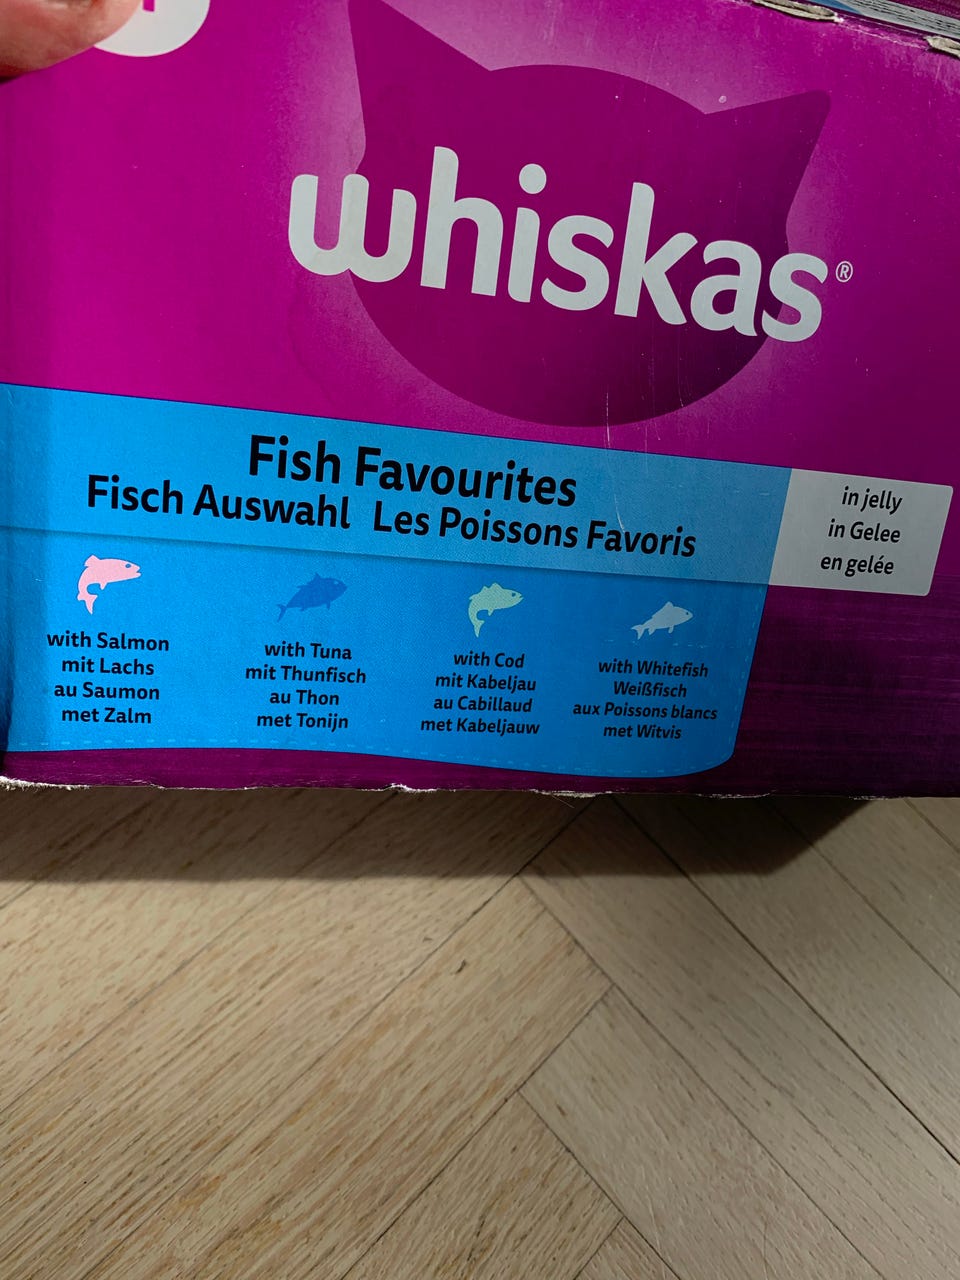 whiskas®
Fish Favourites
Fisch Auswahl Les Poissons Favoris
in jelly
in Gelee
en gelée
with Salmon
mit Lachs
au Saumon
met Zalm
with Tuna
mit Thunfisch
au Thon
met Tonijn
with Cod
mit Kabeljau
au Cabillaud
met Kabeljauw
with Whitefish
Weißfisch
aux Poissons blancs
met Witvis